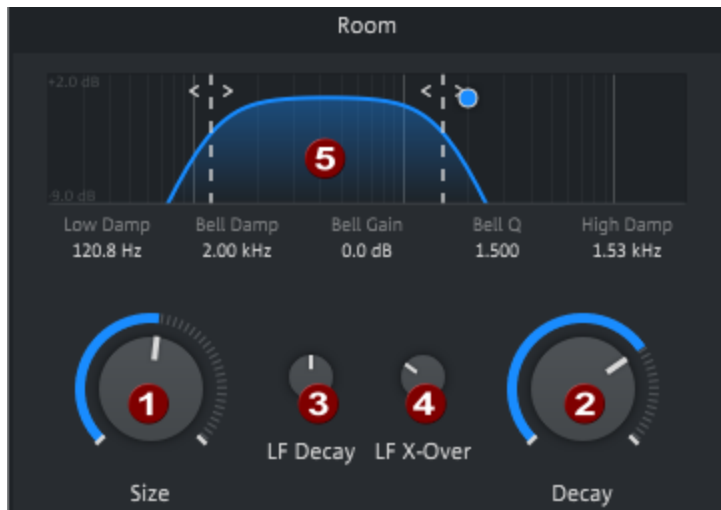 Room
+2.0 dB
-9.0 dB
5
Low Damp Bell Damp Bell Gain Bell Q High Damp
120.8 Hz 2.00 kHz 0.0 dB 1.500 1.53 kHz
1 3 4 2
LF Decay LF X-Over
Size Decay